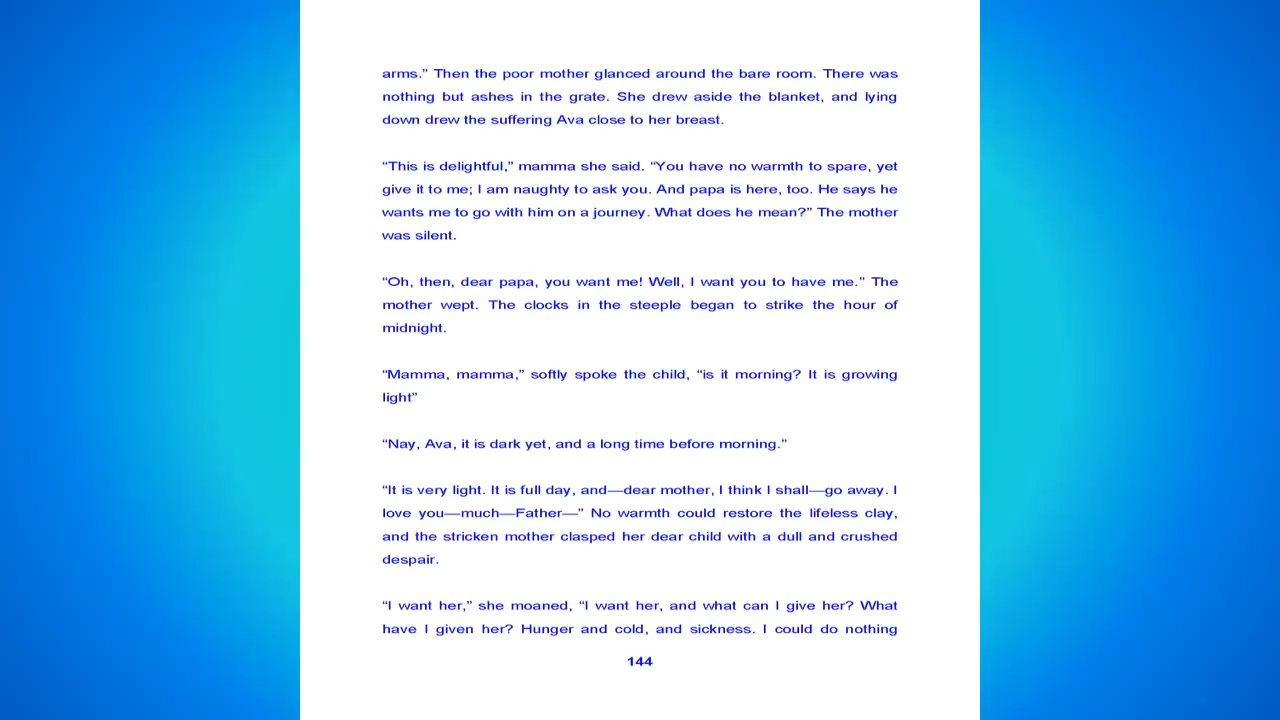 arms.” Then the poor mother glanced around the bare room. There was
nothing but ashes in the grate. She drew aside the blanket, and lying
down drew the suffering Ava close to her breast.
“This is delightful,” mamma she said. “You have no warmth to spare, yet
give it to me; I am naughty to ask you. And papa is here, too. He says he
wants me to go with him on a journey. What does he mean?” The mother
was silent.
“Oh, then, dear papa, you want me! Well, I want you to have me.” The
mother wept. The clocks in the steeple began to strike the hour of
midnight.
“Mamma, mamma,” softly spoke the child, “is it morning? It is growing
light”
“Nay, Ava, it is dark yet, and a long time before morning.”
“It is very light. It is full day, and—dear mother, I think I shall—go away. I
love you—much—Father—” No warmth could restore the lifeless clay,
and the stricken mother clasped her dear child with a dull and crushed
despair.
“I want her,” she moaned, “I want her, and what can I give her? What
have I given her? Hunger and cold, and sickness. I could do nothing
144